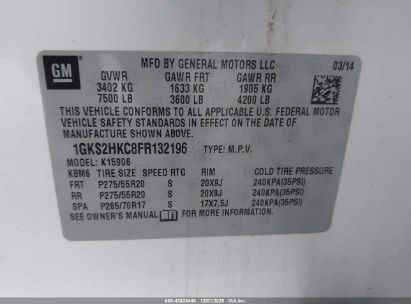 GM
MFD BY GENERAL MOTORS LLC
03/14
GVWR GAWR FRT GAWR RR
3402 KG 1633 KG 1905 KG
7500 LB 3600 LB 4200 LB
THIS VEHICLE CONFORMS TO ALL APPLICABLE U.S. FEDERAL MOTOR
VEHICLE SAFETY STANDARDS IN EFFECT ON THE DATE OF
MANUFACTURE SHOWN ABOVE.
1GKS2HKC8FR132196 TYPE: M.P.V.
MODEL: K15906
KBM6 TIRE SIZE SPEED RTG RIM COLD TIRE PRESSURE
FRT P275/55R20 S 20X9J 240KPA(35PSI)
RR P275/55R20 S 20X9J 240KPA(35PSI)
SPA P265/70R17 S 17X7.5J 240KPA(35PSI)
SEE OWNER'S MANUAL FOR MORE INFORMATION.